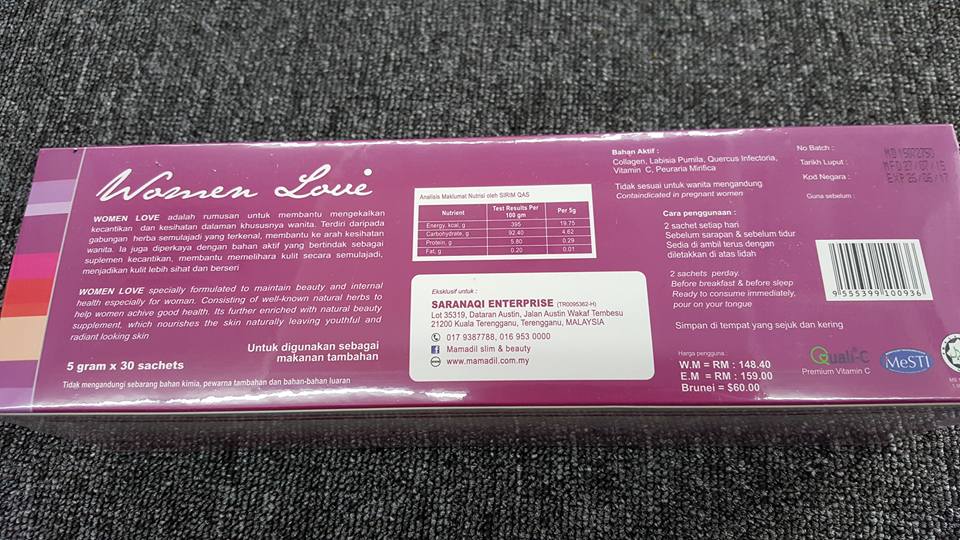 Women Love
WOMEN LOVE adalah rumusan untuk membantu mengekalkan
kecantikan dan kesihatan dalaman khususnya wanita. Terdiri daripada
gabungan herba semulajadi yang terkenal, membantu ke arah kesihatan
wanita. Ia juga diperkaya dengan bahan aktif yang bertindak sebagai
suplemen kecantikan, membantu memelihara kulit secara semulajadi,
menjadikan kulit lebih sihat dan berseri
WOMEN LOVE specially formulated to maintain beauty and internal
health especially for woman. Consisting of well-known natural herbs to
help women achive good health. Its further enriched with natural beauty
supplement, which nourishes the skin naturally leaving youthful and
radiant looking skin
Untuk digunakan sebagai
makanan tambahan
5 gram x 30 sachets
Tidak mengandungi sebarang bahan kimia, pewarna tambahan dan bahan-bahan luaran
Analisis Maklumat Nutrisi oleh SIRIM QAS
Nutrient Test Results Per 100 gm Per 5g
Energy, kcal, g 395 19.75
Carbohydrate, g 92.40 4.62
Protein, g 5.80 0.29
Fat, g 0.20 0.01
Eksklusif untuk :
SARANAQI ENTERPRISE (TR0095362-H)
Lot 35319, Dataran Austin, Jalan Austin Wakaf Tembesu
21200 Kuala Terengganu, Terengganu, MALAYSIA
017 9387788, 016 953 0000
Mamadil slim & beauty
www.mamadil.com.my
Bahan Aktif :
Collagen, Labisia Pumila, Quercus Infectoria,
Vitamin C, Peuraria Mirifica
Tidak sesuai untuk wanita mengandung
Containdicated in pregnant women
Cara penggunaan :
2 sachet setiap hari
Sebelum sarapan & sebelum tidur
Sedia di ambil terus dengan
diletakkan di atas lidah
2 sachets perday.
Before breakfast & before sleep
Ready to consume immediately,
pour on your tongue
Simpan di tempat yang sejuk dan kering
Harga pengguna :
W.M = RM : 148.40
E.M = RM : 159.00
Brunei = $60.00
No Batch :
Tarikh Luput :
MFD 27/07/15
Kod Negara :
EXP 26/06/17
Guna sebelum :
9 555399 100936
Quali-C
Premium Vitamin C
MeSTI